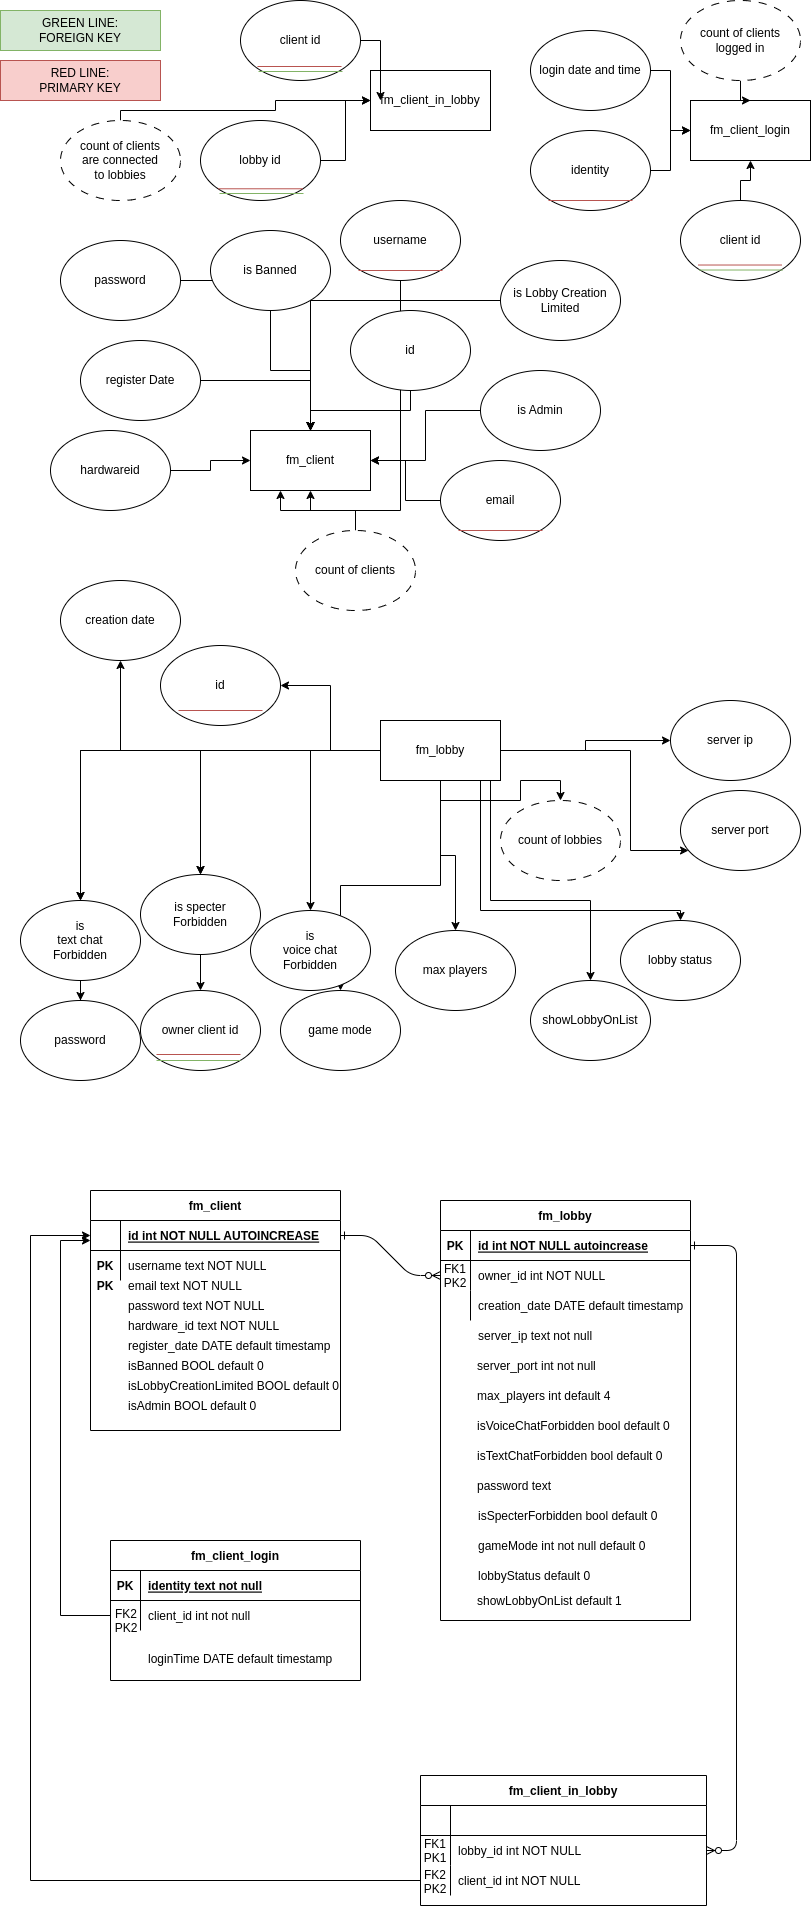 GREEN LINE:
FOREIGN KEY
RED LINE:
PRIMARY KEY
client id
fm_client_in_lobby
count of clients
are connected
to lobbies
lobby id
count of clients
logged in
login date and time
fm_client_login
identity
client id
username
password
is Banned
is Lobby Creation
Limited
id
register Date
is Admin
fm_client
hardwareid
email
count of clients
creation date
id
fm_lobby
server ip
server port
count of lobbies
is
text chat
Forbidden
is specter
Forbidden
is
voice chat
Forbidden
max players
lobby status
showLobbyOnList
password
owner client id
game mode
fm_client
id int NOT NULL AUTOINCREASE
PK username text NOT NULL
PK email text NOT NULL
password text NOT NULL
hardware_id text NOT NULL
register_date DATE default timestamp
isBanned BOOL default 0
isLobbyCreationLimited BOOL default 0
isAdmin BOOL default 0
fm_lobby
PK id int NOT NULL autoincrease
FK1
PK2
owner_id int NOT NULL
creation_date DATE default timestamp
server_ip text not null
server_port int not null
max_players int default 4
isVoiceChatForbidden bool default 0
isTextChatForbidden bool default 0
password text
isSpecterForbidden bool default 0
gameMode int not null default 0
lobbyStatus default 0
showLobbyOnList default 1
fm_client_login
PK identity text not null
FK2
PK2
client_id int not null
loginTime DATE default timestamp
fm_client_in_lobby
FK1
PK1
lobby_id int NOT NULL
FK2
PK2
client_id int NOT NULL